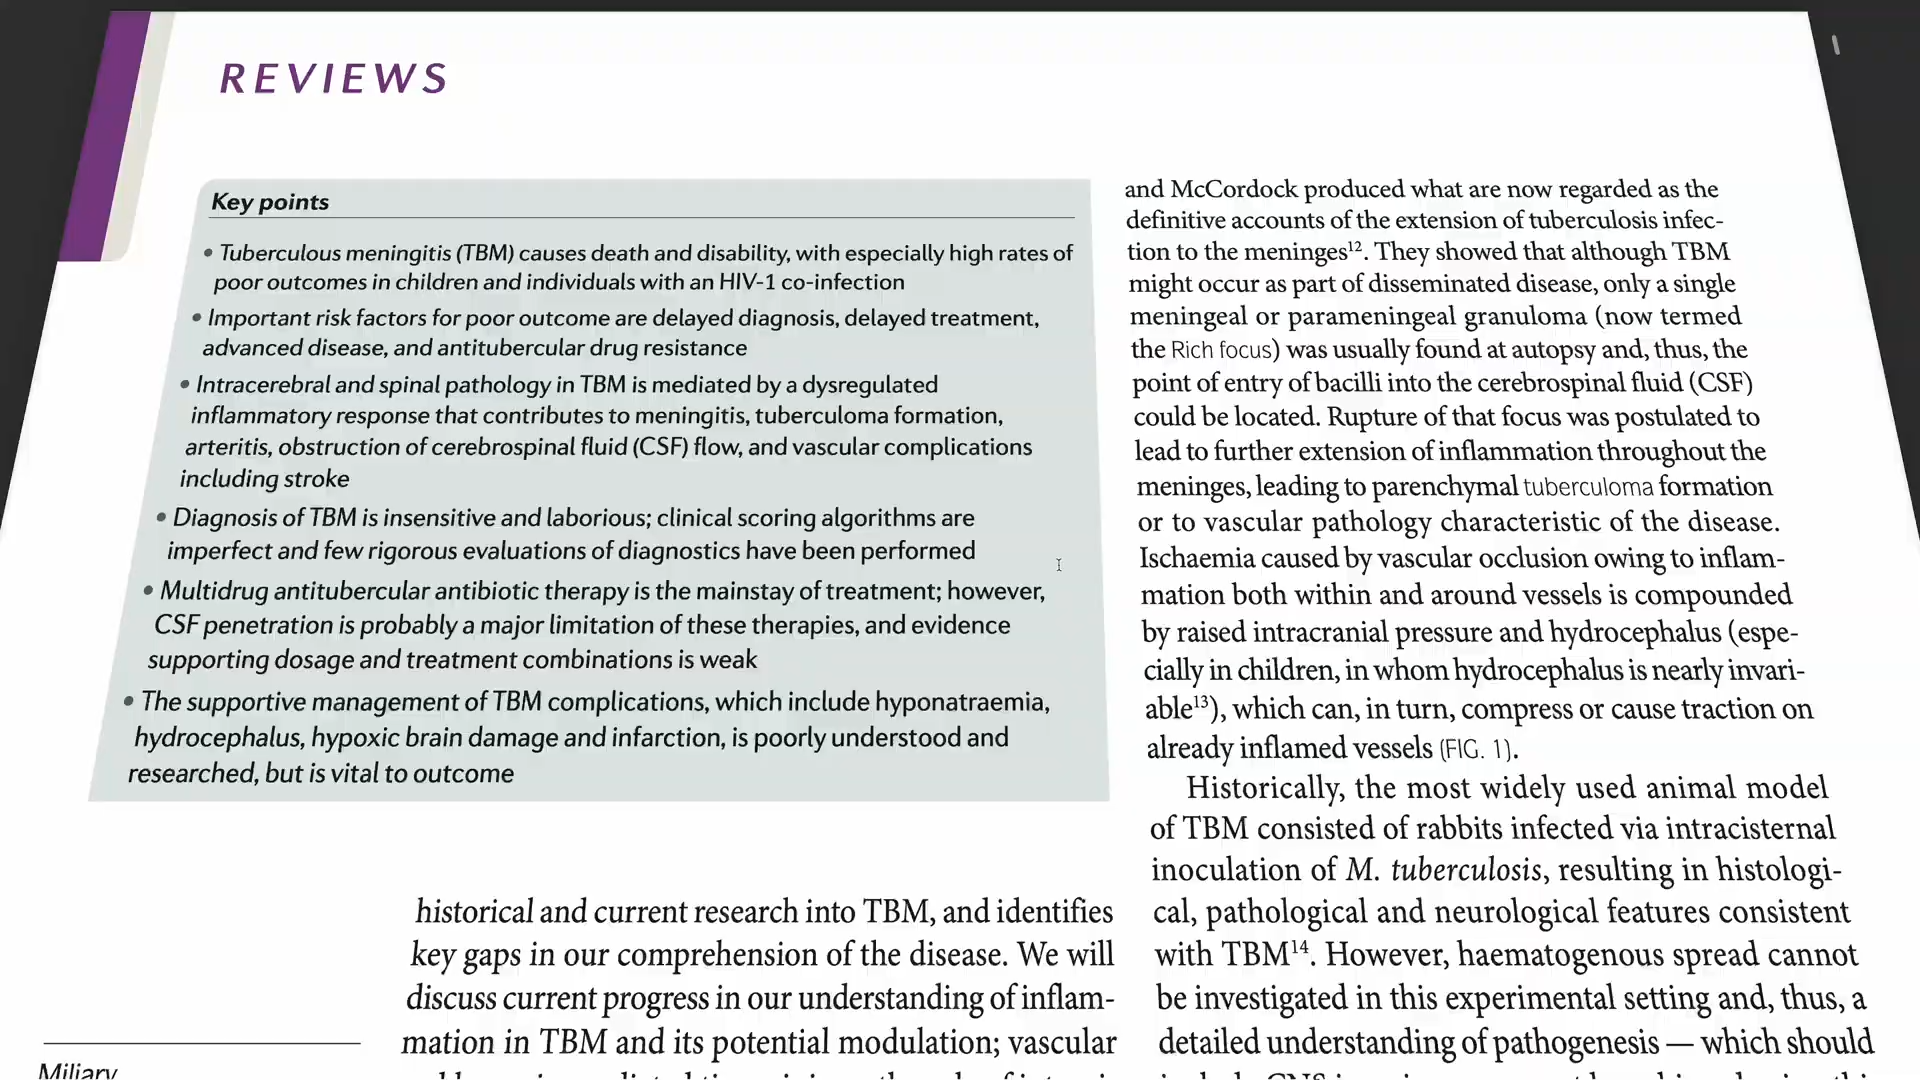 REVIEWS
Key points
• Tuberculous meningitis (TBM) causes death and disability, with especially high rates of
poor outcomes in children and individuals with an HIV-1 co-infection
• Important risk factors for poor outcome are delayed diagnosis, delayed treatment,
advanced disease, and antitubercular drug resistance
• Intracerebral and spinal pathology in TBM is mediated by a dysregulated
inflammatory response that contributes to meningitis, tuberculoma formation,
arteritis, obstruction of cerebrospinal fluid (CSF) flow, and vascular complications
including stroke
• Diagnosis of TBM is insensitive and laborious; clinical scoring algorithms are
imperfect and few rigorous evaluations of diagnostics have been performed
• Multidrug antitubercular antibiotic therapy is the mainstay of treatment; however,
CSF penetration is probably a major limitation of these therapies, and evidence
supporting dosage and treatment combinations is weak
• The supportive management of TBM complications, which include hyponatraemia,
hydrocephalus, hypoxic brain damage and infarction, is poorly understood and
researched, but is vital to outcome
historical and current research into TBM, and identifies
key gaps in our comprehension of the disease. We will
discuss current progress in our understanding of inflam-
mation in TBM and its potential modulation; vascular
Miliary
and McCordock produced what are now regarded as the
definitive accounts of the extension of tuberculosis infec-
tion to the meninges¹². They showed that although TBM
might occur as part of disseminated disease, only a single
meningeal or parameningeal granuloma (now termed
the Rich focus) was usually found at autopsy and, thus, the
point of entry of bacilli into the cerebrospinal fluid (CSF)
could be located. Rupture of that focus was postulated to
lead to further extension of inflammation throughout the
meninges, leading to parenchymal tuberculoma formation
or to vascular pathology characteristic of the disease.
Ischaemia caused by vascular occlusion owing to inflam-
mation both within and around vessels is compounded
by raised intracranial pressure and hydrocephalus (espe-
cially in children, in whom hydrocephalus is nearly invari-
able¹³), which can, in turn, compress or cause traction on
already inflamed vessels (FIG. 1).
Historically, the most widely used animal model
of TBM consisted of rabbits infected via intracisternal
inoculation of M. tuberculosis, resulting in histologi-
cal, pathological and neurological features consistent
with TBM¹⁴. However, haematogenous spread cannot
be investigated in this experimental setting and, thus, a
detailed understanding of pathogenesis — which should